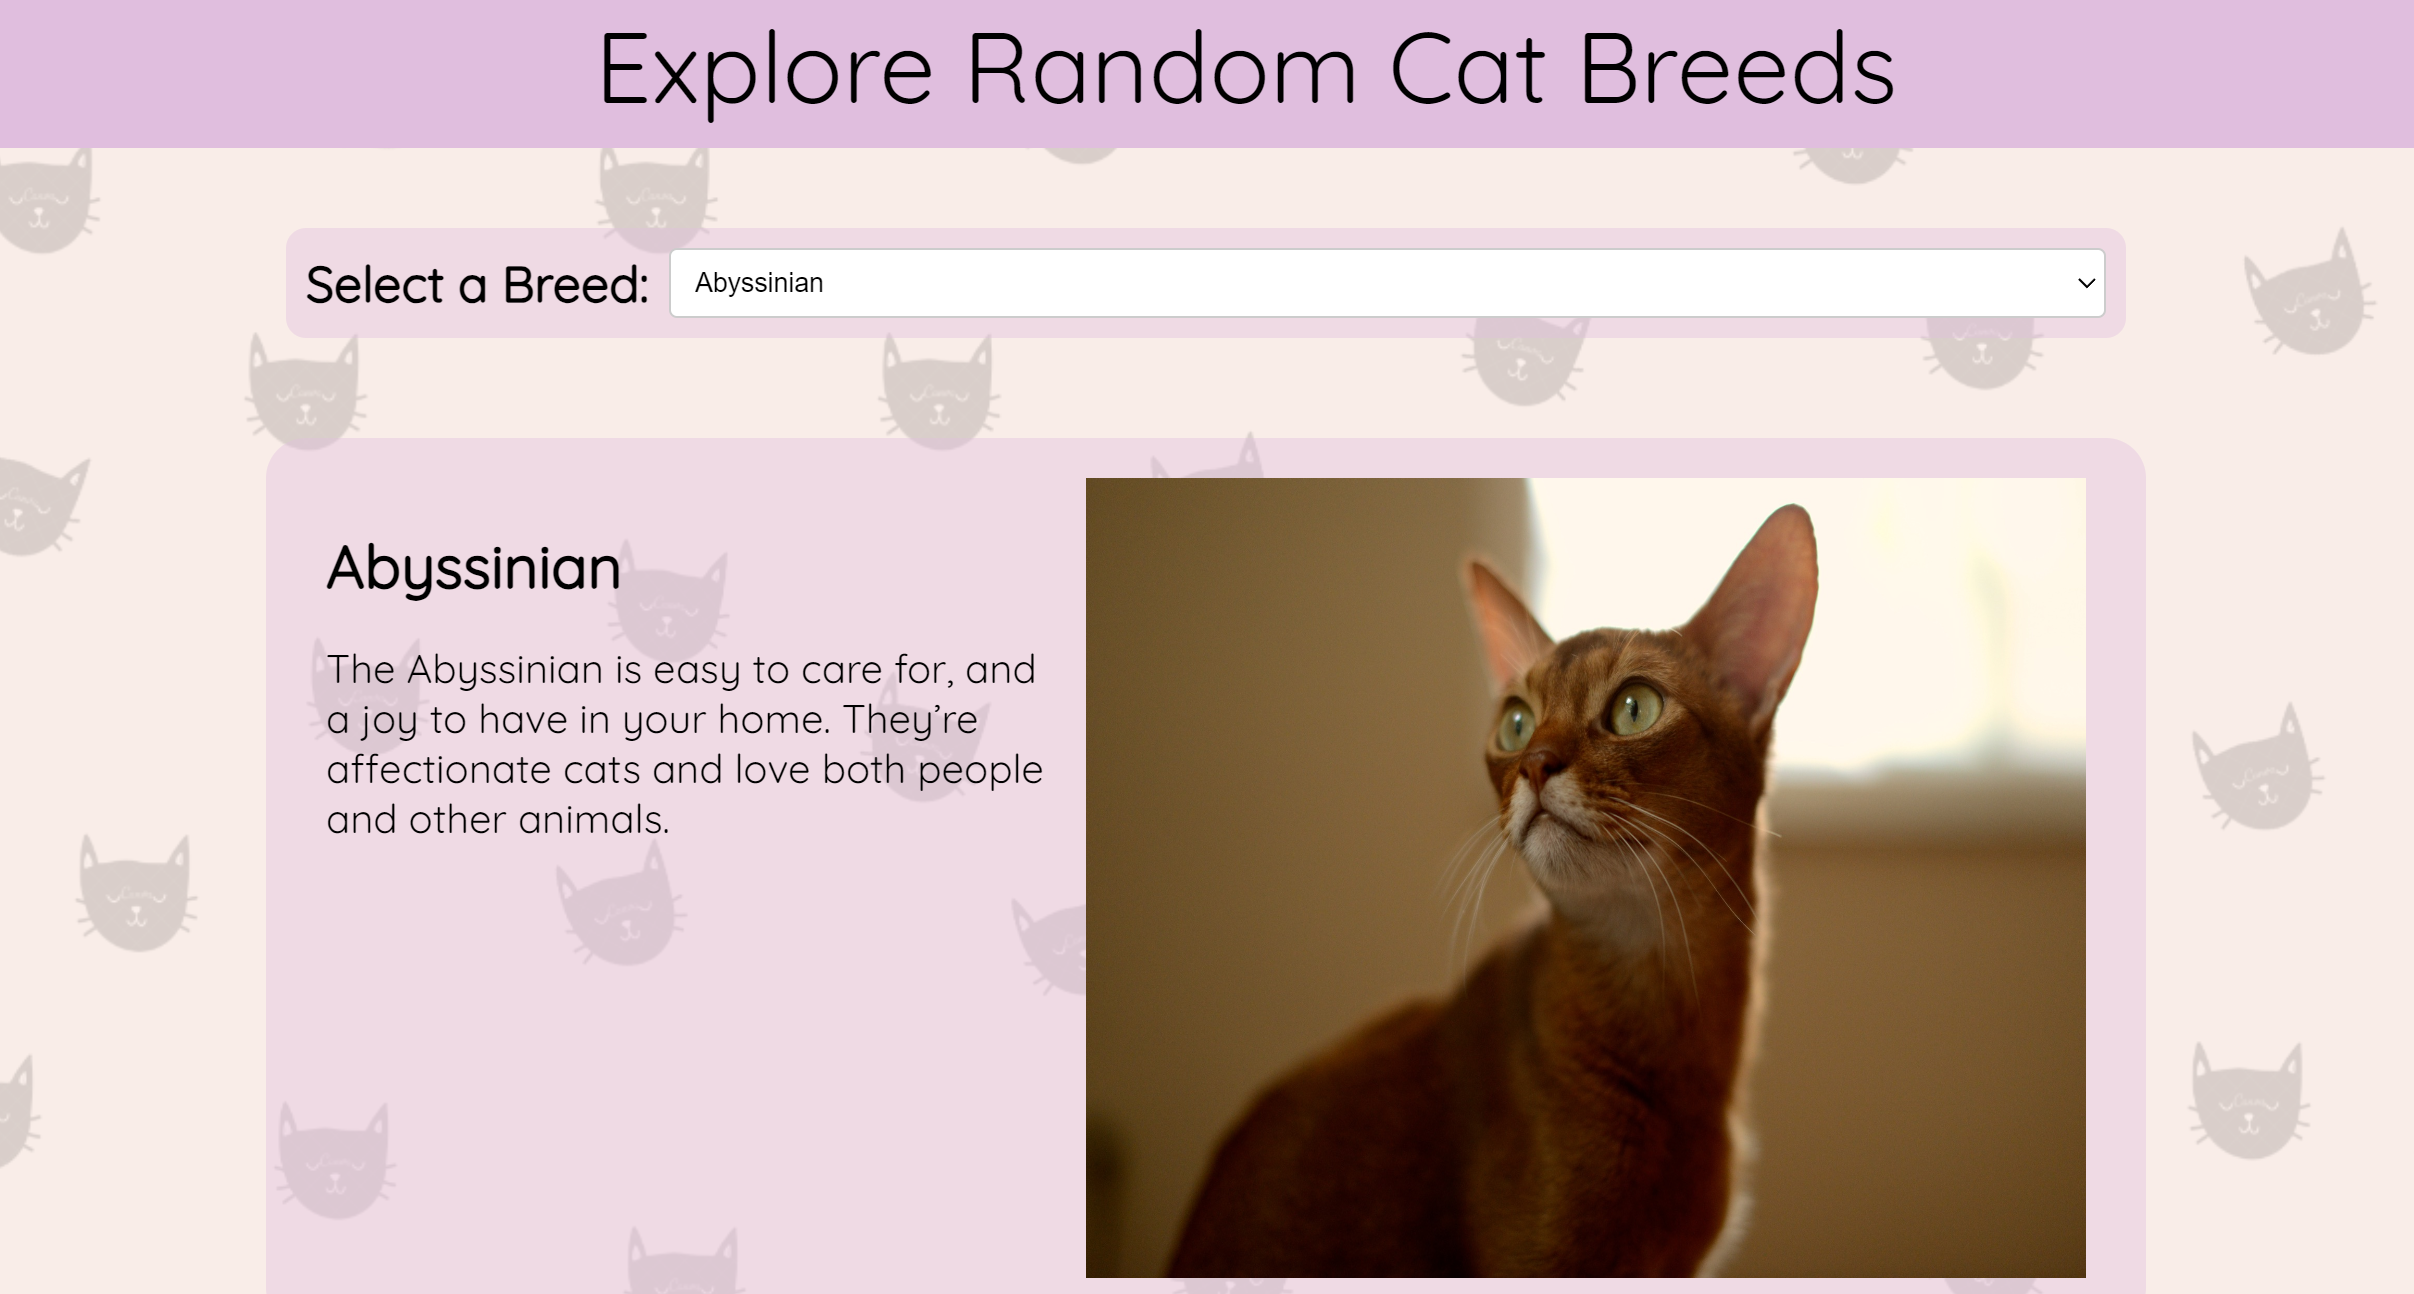 Explore Random Cat Breeds
Select a Breed:
Abyssinian
Abyssinian
The Abyssinian is easy to care for, and
a joy to have in your home. They’re
affectionate cats and love both people
and other animals.